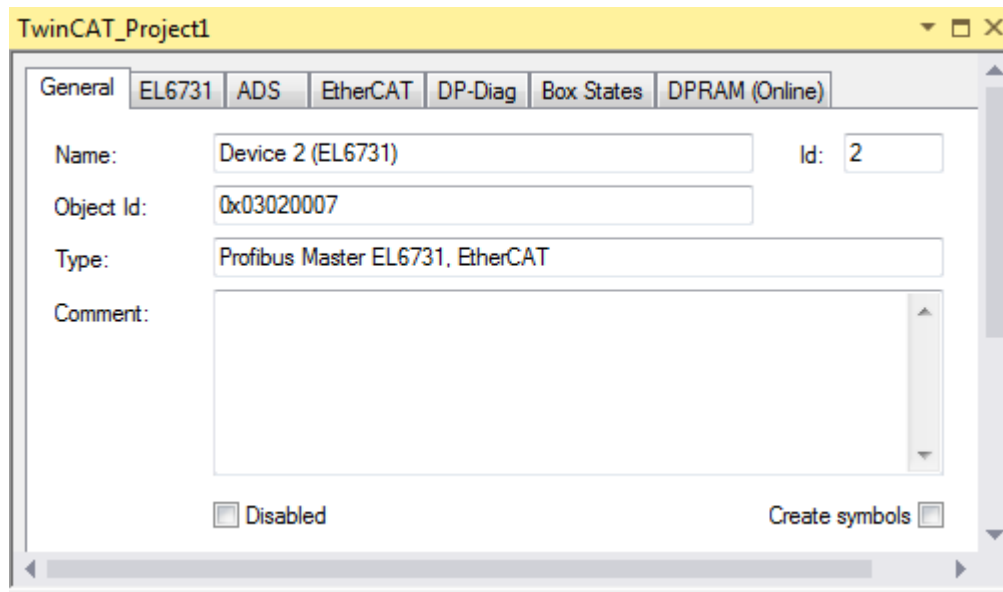 TwinCAT_Project1
General EL6731 ADS EtherCAT DP-Diag Box States DPRAM (Online)
Name: Device 2 (EL6731) Id: 2
Object Id: 0x03020007
Type: Profibus Master EL6731, EtherCAT
Comment:
Disabled Create symbols